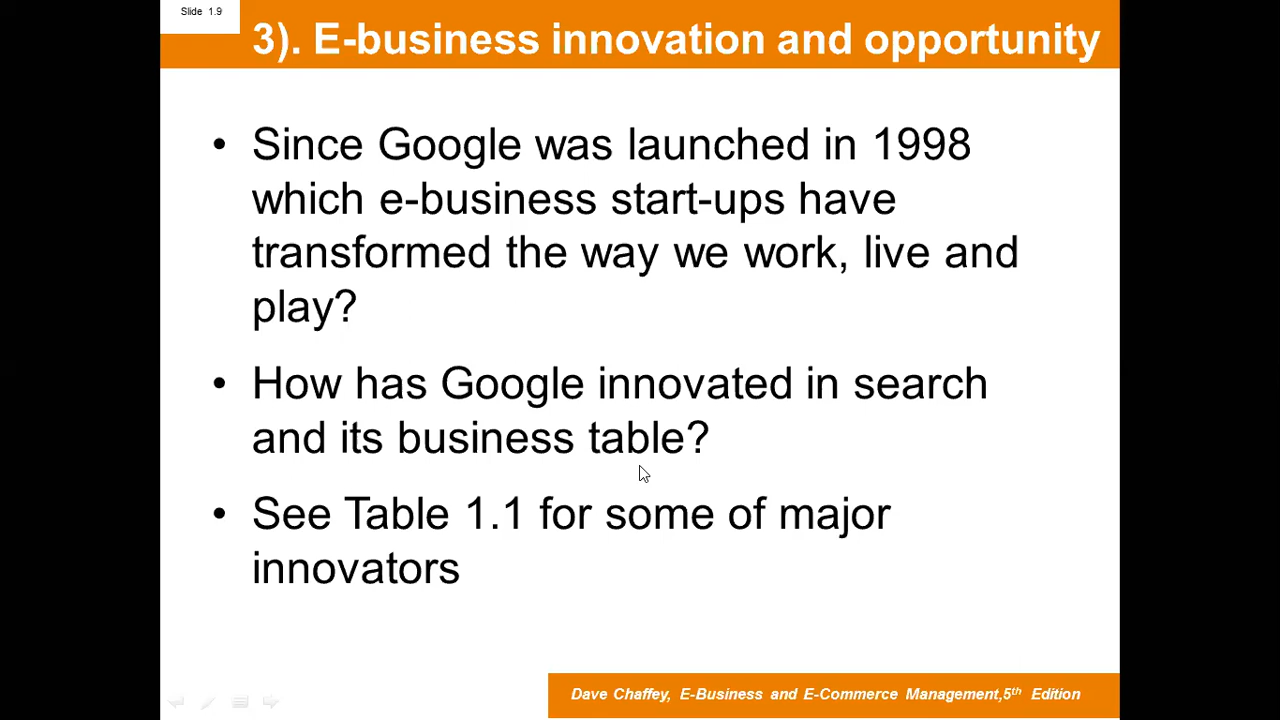 Slide 1.9
3). E-business innovation and opportunity
• Since Google was launched in 1998
which e-business start-ups have
transformed the way we work, live and
play?
• How has Google innovated in search
and its business table?
• See Table 1.1 for some of major
innovators
Dave Chaffey, E-Business and E-Commerce Management,5th Edition